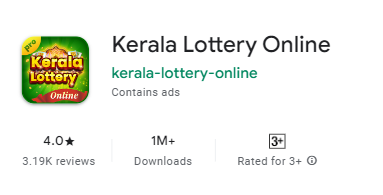 pro
Kerala
Lottery
Online
Kerala Lottery Online
kerala-lottery-online
Contains ads
4.0★
3.19K reviews
1M+
Downloads
3+
Rated for 3+ ⓘ